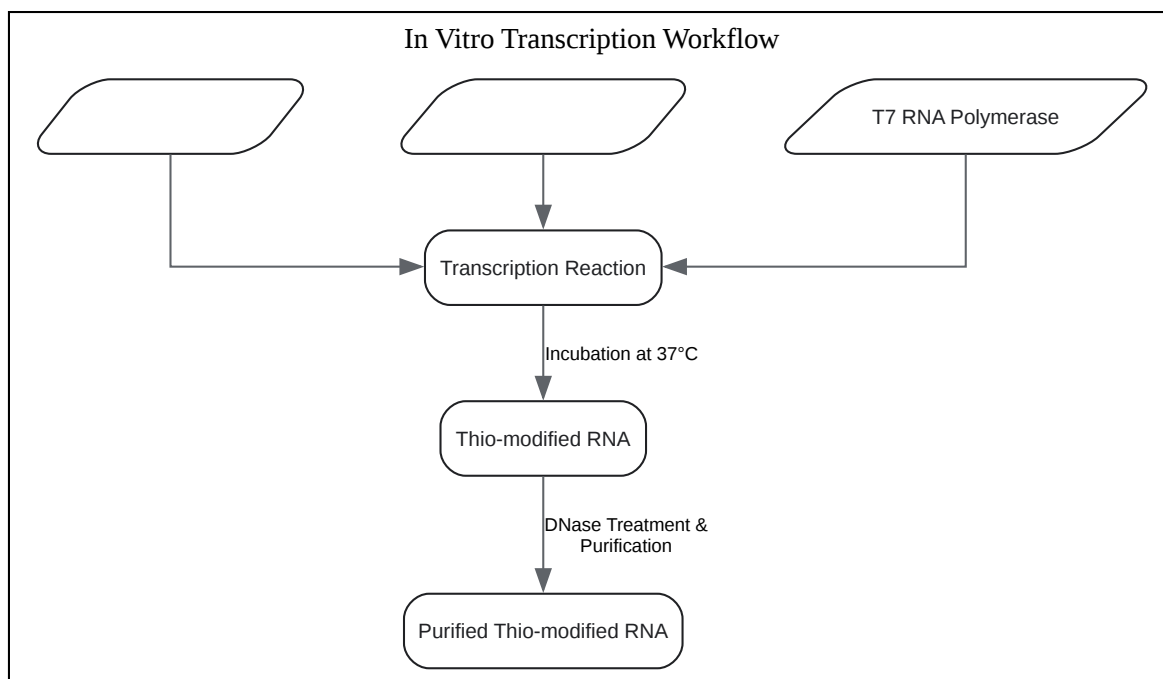 In Vitro Transcription Workflow
T7 RNA Polymerase
Transcription Reaction
Incubation at 37°C
Thio-modified RNA
DNase Treatment &
Purification
Purified Thio-modified RNA